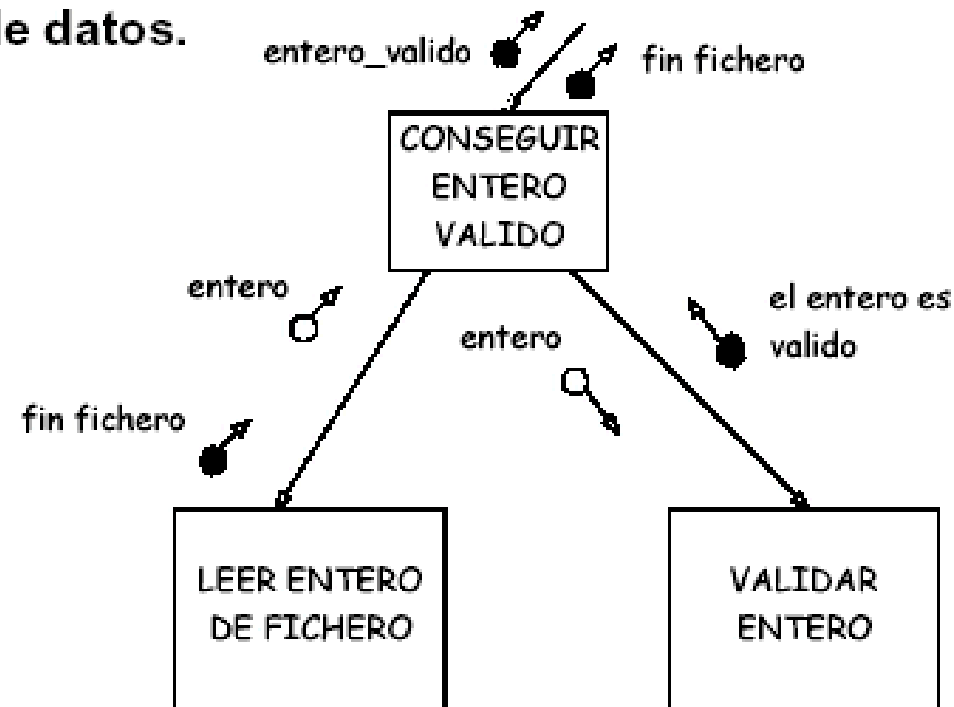 le datos.
entero_valido
fin fichero
CONSEGUIR
ENTERO
VALIDO
entero
el entero es
valido
entero
fin fichero
LEER ENTERO
DE FICHERO
VALIDAR
ENTERO